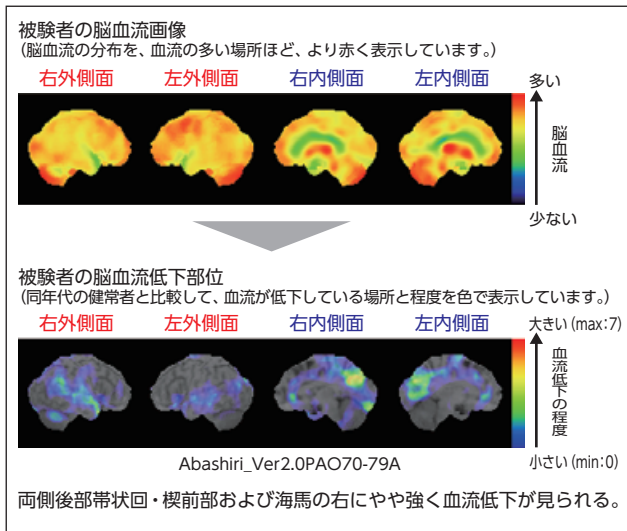 被験者の脳血流画像
(脳血流の分布を、血流の多い場所ほど、より赤く表示しています。)
右外側面 左外側面 右内側面 左内側面
多い
脳血流
少ない
被験者の脳血流低下部位
(同年代の健常者と比較して、血流が低下している場所と程度を色で表示しています。)
右外側面 左外側面 右内側面 左内側面
大きい(max:7)
血流低下の程度
小さい(min:0)
Abashiri_Ver2.0PAO70-79A
両側後部帯状回・楔前部および海馬の右にやや強く血流低下が見られる。